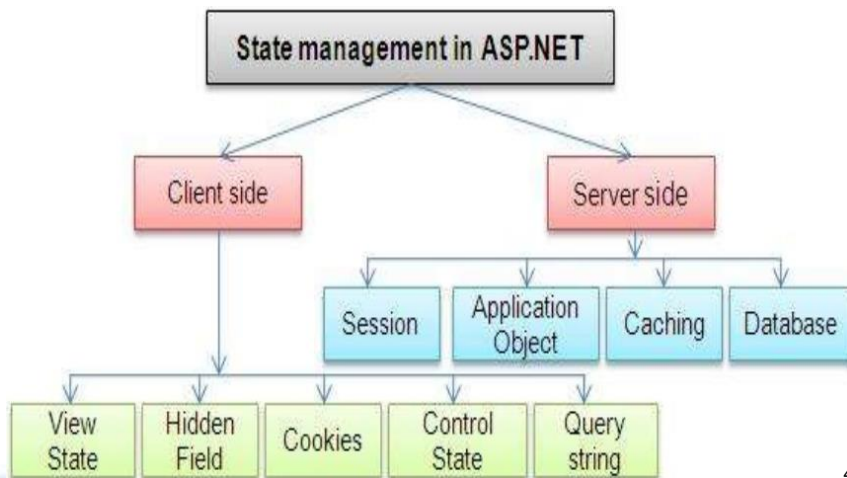 State management in ASP.NET
Client side
Server side
Session
Application
Object
Caching
Database
View
State
Hidden
Field
Cookies
Control
State
Query
string